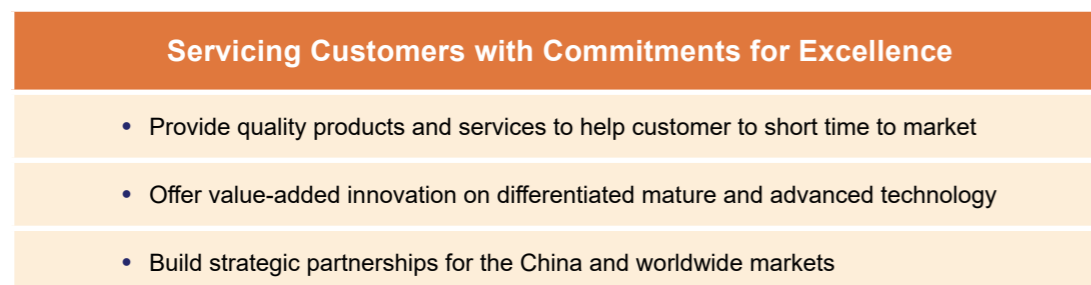 Servicing Customers with Commitments for Excellence
• Provide quality products and services to help customer to short time to market
• Offer value-added innovation on differentiated mature and advanced technology
• Build strategic partnerships for the China and worldwide markets